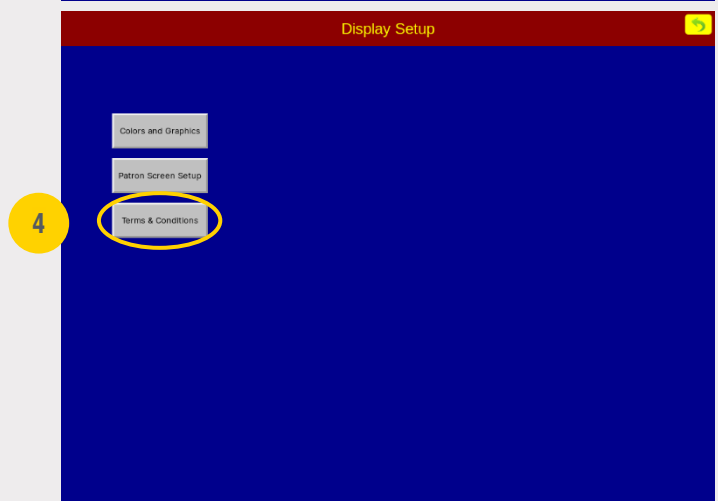 Display Setup
Colors and Graphics
Patron Screen Setup
4
Terms & Conditions